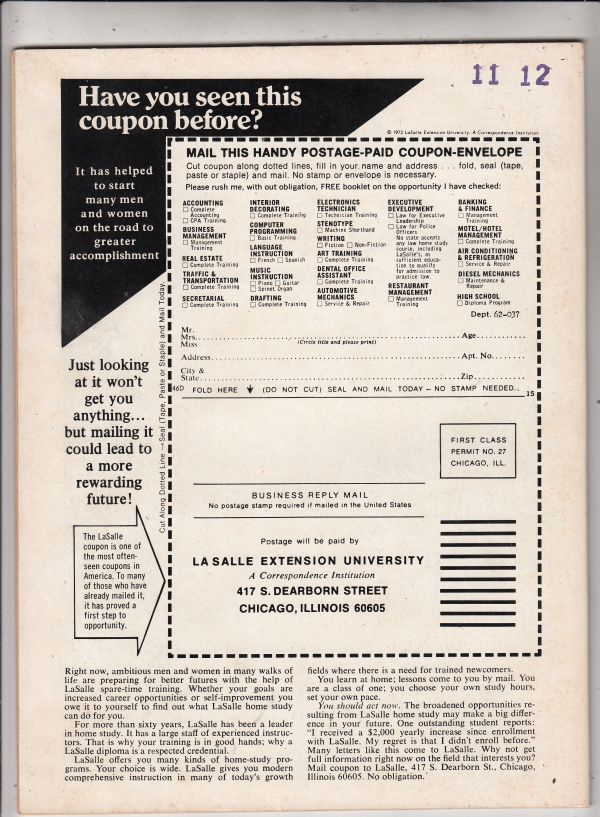 11 12
Have you seen this
coupon before?
© 1972 LaSalle Extension University, A Correspondence Institution
It has helped
to start
many men
and women
on the road to
greater
accomplishment
MAIL THIS HANDY POSTAGE-PAID COUPON-ENVELOPE
Cut coupon along dotted lines, fill in your name and address . . . fold, seal (tape,
paste or staple) and mail. No stamp or envelope is necessary.
Please rush me, with out obligation, FREE booklet on the opportunity I have checked:
ACCOUNTING
Complete
Accounting
CPA Training
BUSINESS
MANAGEMENT
Management
Training
REAL ESTATE
Complete Training
TRAFFIC &
TRANSPORTATION
Complete Training
SECRETARIAL
Complete Training
INTERIOR
DECORATING
Complete Training
COMPUTER
PROGRAMMING
Basic Training
LANGUAGE
INSTRUCTION
French Spanish
MUSIC
INSTRUCTION
Piano Guitar
Spinet Organ
DRAFTING
Complete Training
ELECTRONICS
TECHNICIAN
Technician Training
STENOTYPE
Machine Shorthand
WRITING
Fiction Non-Fiction
ART TRAINING
Complete Training
DENTAL OFFICE
ASSISTANT
Complete Training
AUTOMOTIVE
MECHANICS
Service & Repair
EXECUTIVE
DEVELOPMENT
Law for Executive
Leadership
Law for Police
Officers
No state accepts
any law home study
course, including
LaSalle's, as
sufficient educa-
tion to qualify
for admission to
practice law.
RESTAURANT
MANAGEMENT
Management
Training
BANKING
& FINANCE
Management
Training
MOTEL/HOTEL
MANAGEMENT
Complete Training
AIR CONDITIONING
& REFRIGERATION
Service & Repair
DIESEL MECHANICS
Maintenance &
Repair
HIGH SCHOOL
Diploma Program
Dept. 62-037
Mr.
Mrs.
Miss
(Circle title and please print)
Age
Address
Apt. No.
City &
State
Zip
46D FOLD HERE (DO NOT CUT) SEAL AND MAIL TODAY – NO STAMP NEEDED
15
Cut Along Dotted Line → Seal (Tape, Paste or Staple) and Mail Today.
Just looking
at it won't
get you
anything...
but mailing it
could lead to
a more
rewarding
future!
FIRST CLASS
PERMIT NO. 27
CHICAGO, ILL.
BUSINESS REPLY MAIL
No postage stamp required if mailed in the United States
Postage will be paid by
LA SALLE EXTENSION UNIVERSITY
A Correspondence Institution
417 S. DEARBORN STREET
CHICAGO, ILLINOIS 60605
The LaSalle
coupon is one of
the most often-
seen coupons in
America. To many
of those who have
already mailed it,
it has proved a
first step to
opportunity.
Right now, ambitious men and women in many walks of
life are preparing for better futures with the help of
LaSalle spare-time training. Whether your goals are
increased career opportunities or self-improvement you
owe it to yourself to find out what LaSalle home study
can do for you.
For more than sixty years, LaSalle has been a leader
in home study. It has a large staff of experienced instruc-
tors. That is why your training is in good hands; why a
LaSalle diploma is a respected credential.
LaSalle offers you many kinds of home-study pro-
grams. Your choice is wide. LaSalle gives you modern
comprehensive instruction in many of today's growth
fields where there is a need for trained newcomers.
You learn at home; lessons come to you by mail. You
are a class of one; you choose your own study hours,
set your own pace.
You should act now. The broadened opportunities re-
sulting from LaSalle home study may make a big differ-
ence in your future. One outstanding student reports:
"I received a $2,000 yearly increase since enrollment
with LaSalle. My regret is that I didn't enroll before."
Many letters like this come to LaSalle. Why not get
full information right now on the field that interests you?
Mail coupon to LaSalle, 417 S. Dearborn St., Chicago,
Illinois 60605. No obligation.